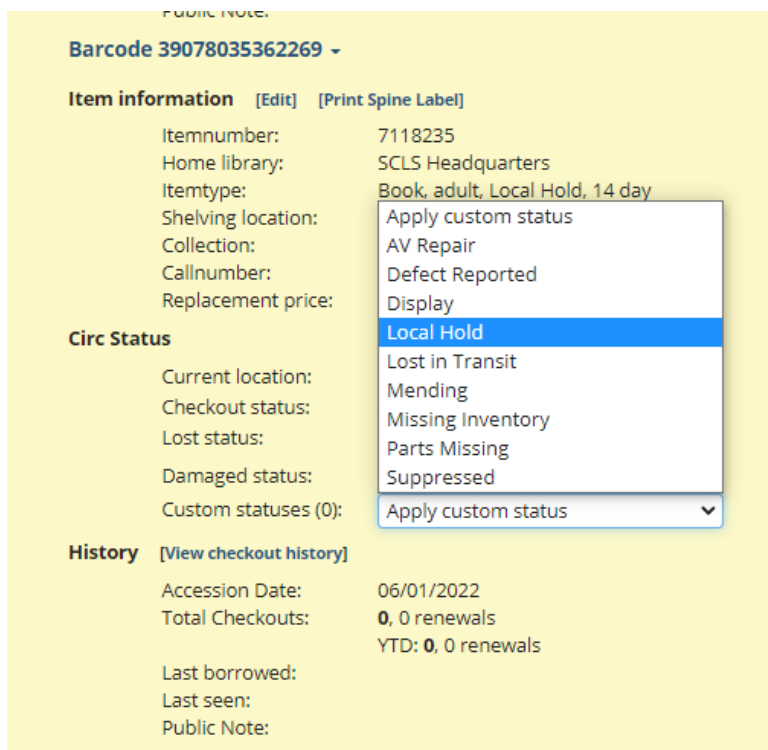 Public Note:
Barcode 39078035362269
Item information [Edit] [Print Spine Label]
Itemnumber: 7118235
Home library: SCLS Headquarters
Itemtype: Book, adult, Local Hold, 14 day
Shelving location: Apply custom status
Collection: AV Repair
Defect Reported
Callnumber:
Replacement price: Display
Circ Status Local Hold
Lost in Transit
Current location:
Mending
Checkout status:
Missing Inventory
Lost status:
Parts Missing
Damaged status: Suppressed
Custom statuses (0): Apply custom status
History [View checkout history]
Accession Date: 06/01/2022
Total Checkouts: 0, 0 renewals
YTD: 0, 0 renewals
Last borrowed:
Last seen:
Public Note: